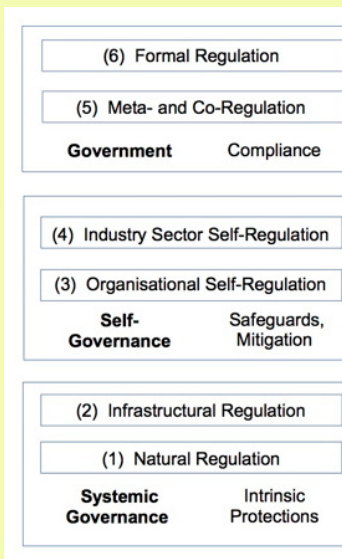 (6) Formal Regulation
(5) Meta- and Co-Regulation
Government Compliance
(4) Industry Sector Self-Regulation
(3) Organisational Self-Regulation
Self- Safeguards,
Governance Mitigation
(2) Infrastructural Regulation
(1) Natural Regulation
Systemic Intrinsic
Governance Protections